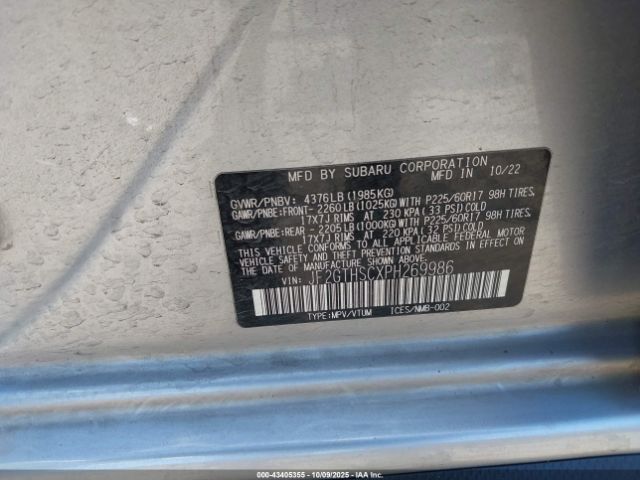 MFD BY SUBARU CORPORATION
MFD IN 10/22
GVWR/PNBV: 4376LB (1985KG)
GAWR/PNBE:FRONT- 2260LB (1025KG)WITH P225/60R17 98H TIRES,
17X7J RIMS AT 230 KPA ( 33 PSI)COLD
GAWR/PNBE:REAR - 2205LB (1000KG)WITH P225/60R17 98H TIRES,
17X7J RIMS AT 220 KPA ( 32 PSI)COLD
THIS VEHICLE CONFORMS TO ALL APPLICABLE FEDERAL MOTOR
VEHICLE SAFETY AND THEFT PREVENTION STANDARDS IN EFFECT
ON THE DATE OF MANUFACTURE SHOWN ABOVE.
VIN: JF2GTHSCXPH269986
TYPE:MPV/VTUM ICES/NMB-002
000-43405355 - 10/09/2025 - IAAI.COM